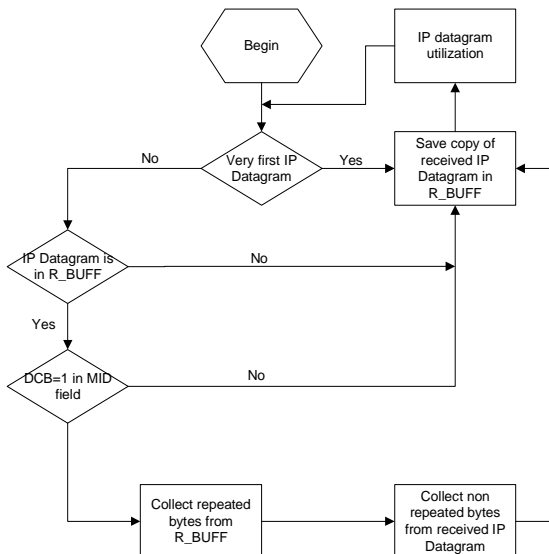 Begin
IP datagram
utilization
No
Very first IP
Datagram
Yes
Save copy of
received IP
Datagram in
R_BUFF
IP Datagram is
in R_BUFF
No
Yes
DCB=1 in MID
field
No
Collect repeated
bytes from
R_BUFF
Collect non
repeated bytes
from received IP
Datagram